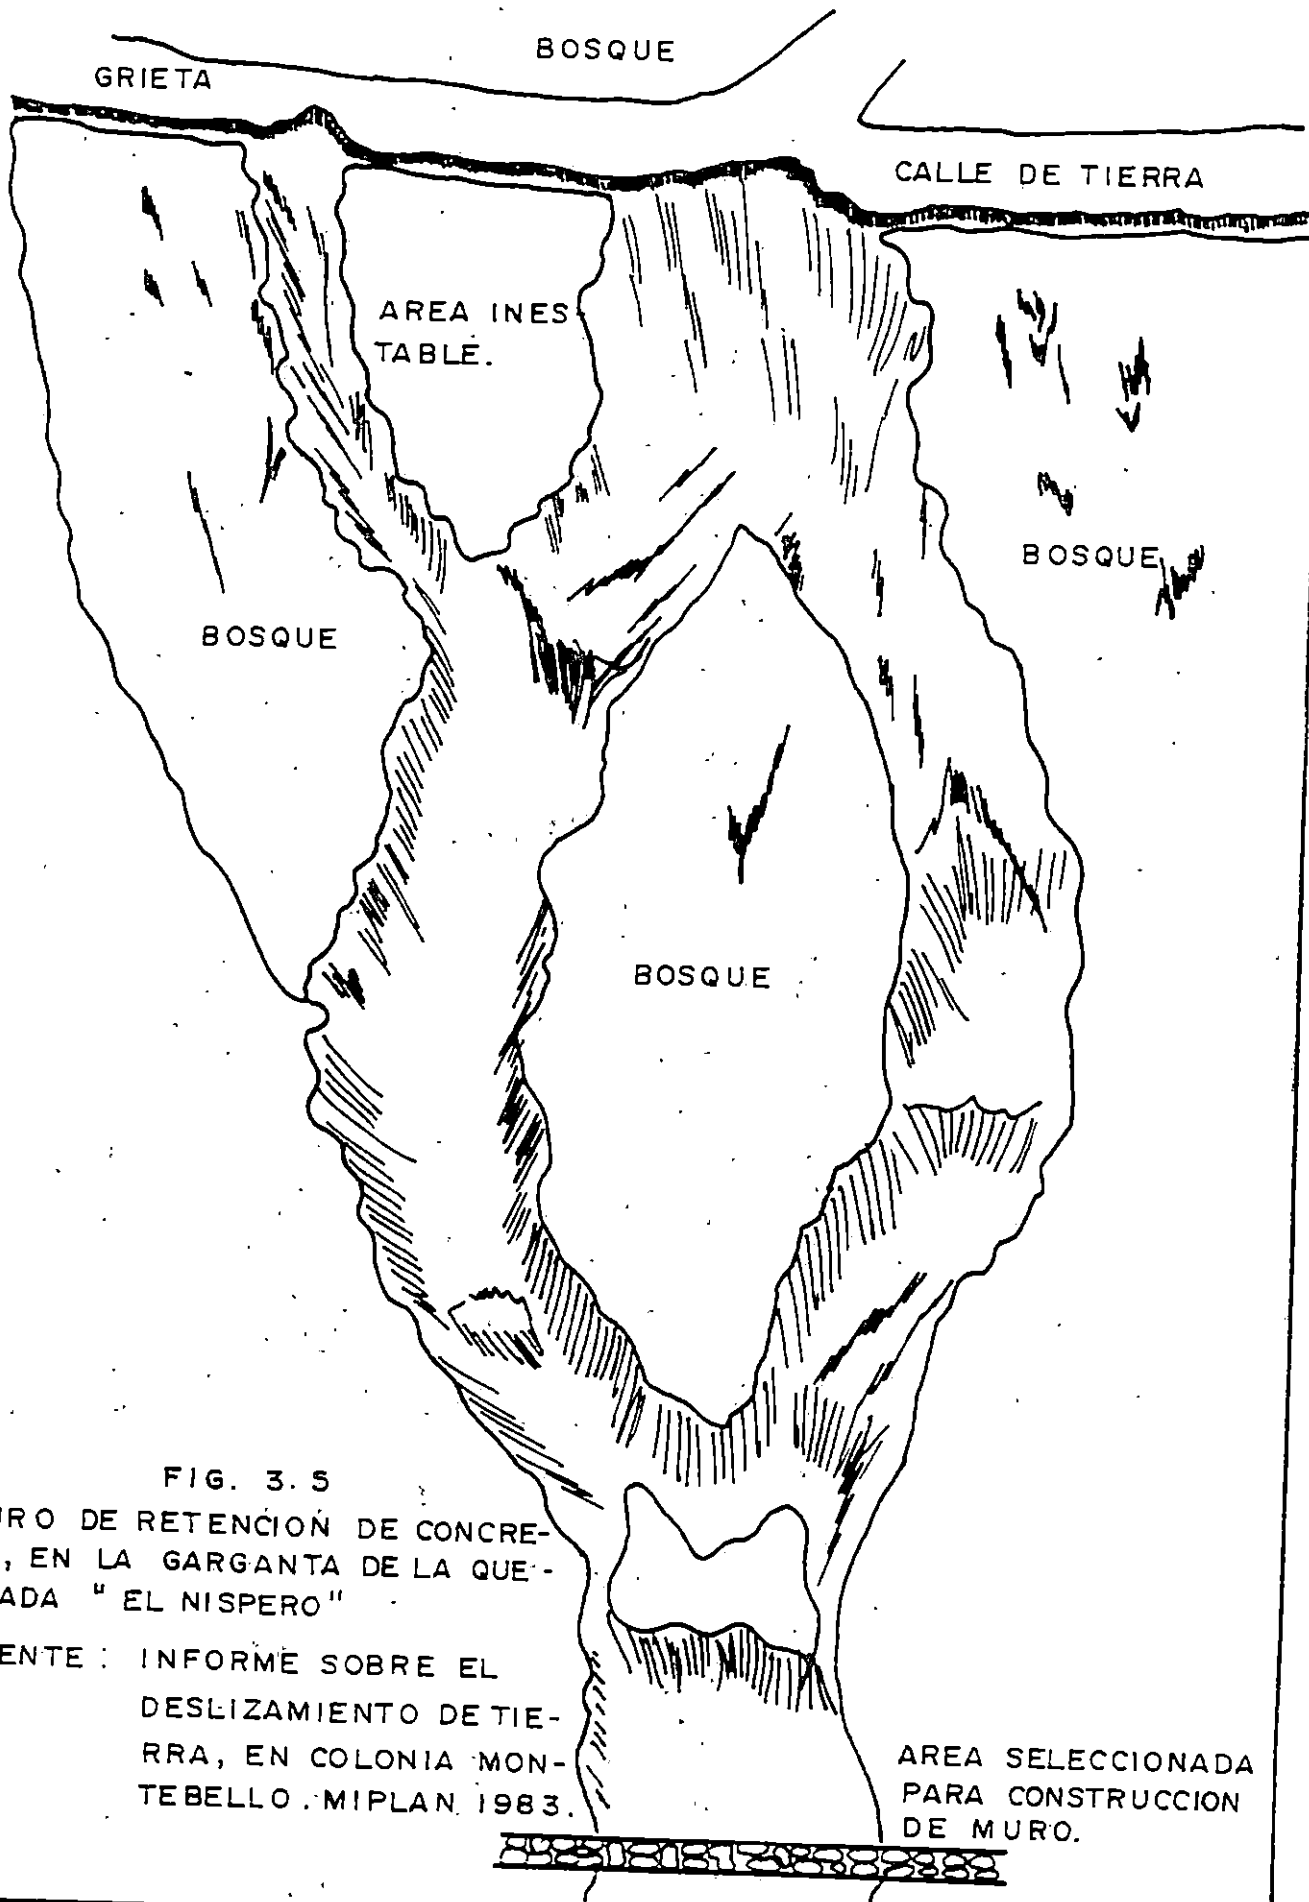 BOSQUE
GRIETA
CALLE DE TIERRA
AREA INES
TABLE.
BOSQUE
BOSQUE
BOSQUE
FIG. 3.5
RO DE RETENCION DE CONCRE-
, EN LA GARGANTA DE LA QUE-
ADA "EL NISPERO"
ENTE: INFORME SOBRE EL
DESLIZAMIENTO DE TIE-
RRA, EN COLONIA MON-
TEBELLO. MIPLAN 1983.
AREA SELECCIONADA
PARA CONSTRUCCION
DE MURO.